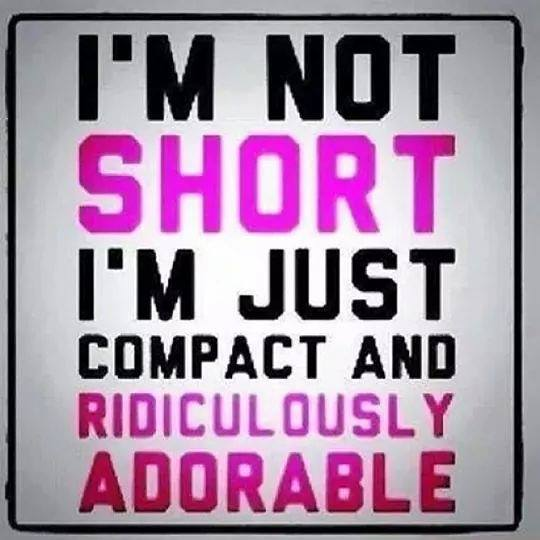 I'M NOT
SHORT
I'M JUST
COMPACT AND
RIDICULOUSLY
ADORABLE